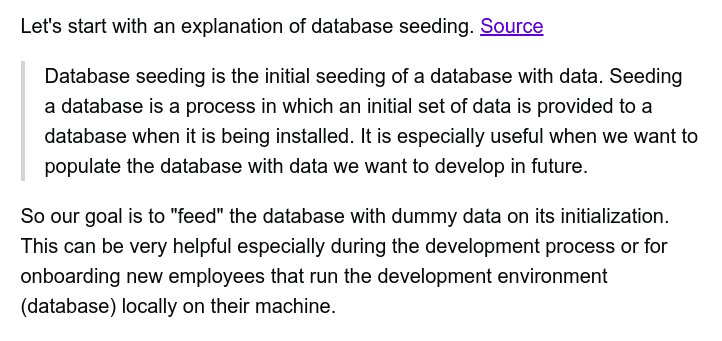 Let's start with an explanation of database seeding. Source
Database seeding is the initial seeding of a database with data. Seeding
a database is a process in which an initial set of data is provided to a
database when it is being installed. It is especially useful when we want to
populate the database with data we want to develop in future.
So our goal is to "feed" the database with dummy data on its initialization.
This can be very helpful especially during the development process or for
onboarding new employees that run the development environment
(database) locally on their machine.